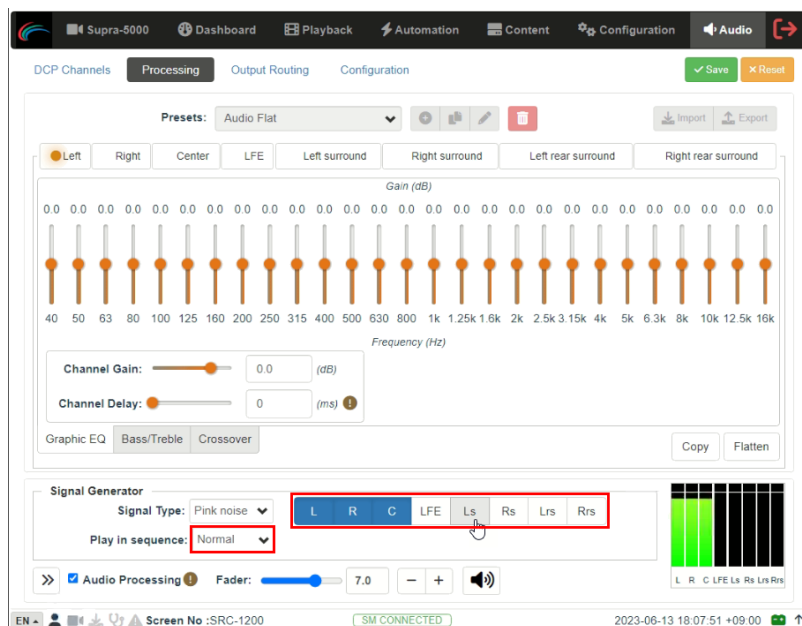 Supra-5000 Dashboard Playback Automation Content Configuration Audio
DCP Channels Processing Output Routing Configuration Save Reset
Presets: Audio Flat Import Export
Left Right Center LFE Left surround Right surround Left rear surround Right rear surround
Gain (dB)
0.0 0.0 0.0 0.0 0.0 0.0 0.0 0.0 0.0 0.0 0.0 0.0 0.0 0.0 0.0 0.0 0.0 0.0 0.0 0.0 0.0 0.0 0.0 0.0 0.0 0.0 0.0
40 50 63 80 100 125 160 200 250 315 400 500 630 800 1k 1.25k 1.6k 2k 2.5k 3.15k 4k 5k 6.3k 8k 10k 12.5k 16k
Frequency (Hz)
Channel Gain: 0.0 (dB)
Channel Delay: 0 (ms)
Graphic EQ Bass/Treble Crossover Copy Flatten
Signal Generator
Signal Type: Pink noise L R C LFE Ls Rs Lrs Rrs
Play in sequence: Normal
Audio Processing Fader: 7.0 − + L R C LFE Ls Rs Lrs Rrs
EN Screen No :SRC-1200 SM CONNECTED 2023-06-13 18:07:51 +09:00